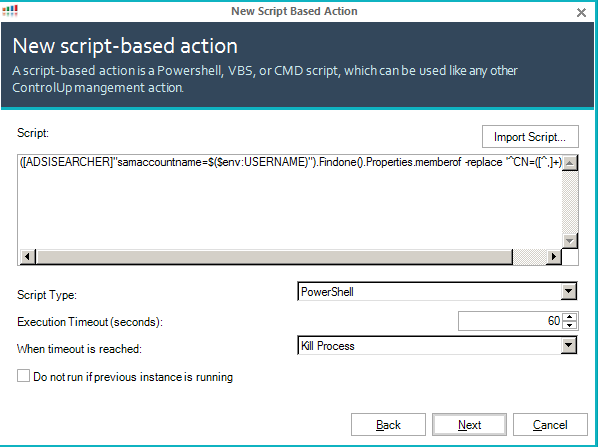 New Script Based Action
New script-based action
A script-based action is a Powershell, VBS, or CMD script, which can be used like any other
ControlUp mangement action.
Script:
Import Script...
([ADSISEARCHER]"samaccountname=$($env:USERNAME)").Findone().Properties.memberof -replace '^CN=([^,]+)
Script Type:
PowerShell
Execution Timeout (seconds):
60
When timeout is reached:
Kill Process
Do not run if previous instance is running
Back
Next
Cancel